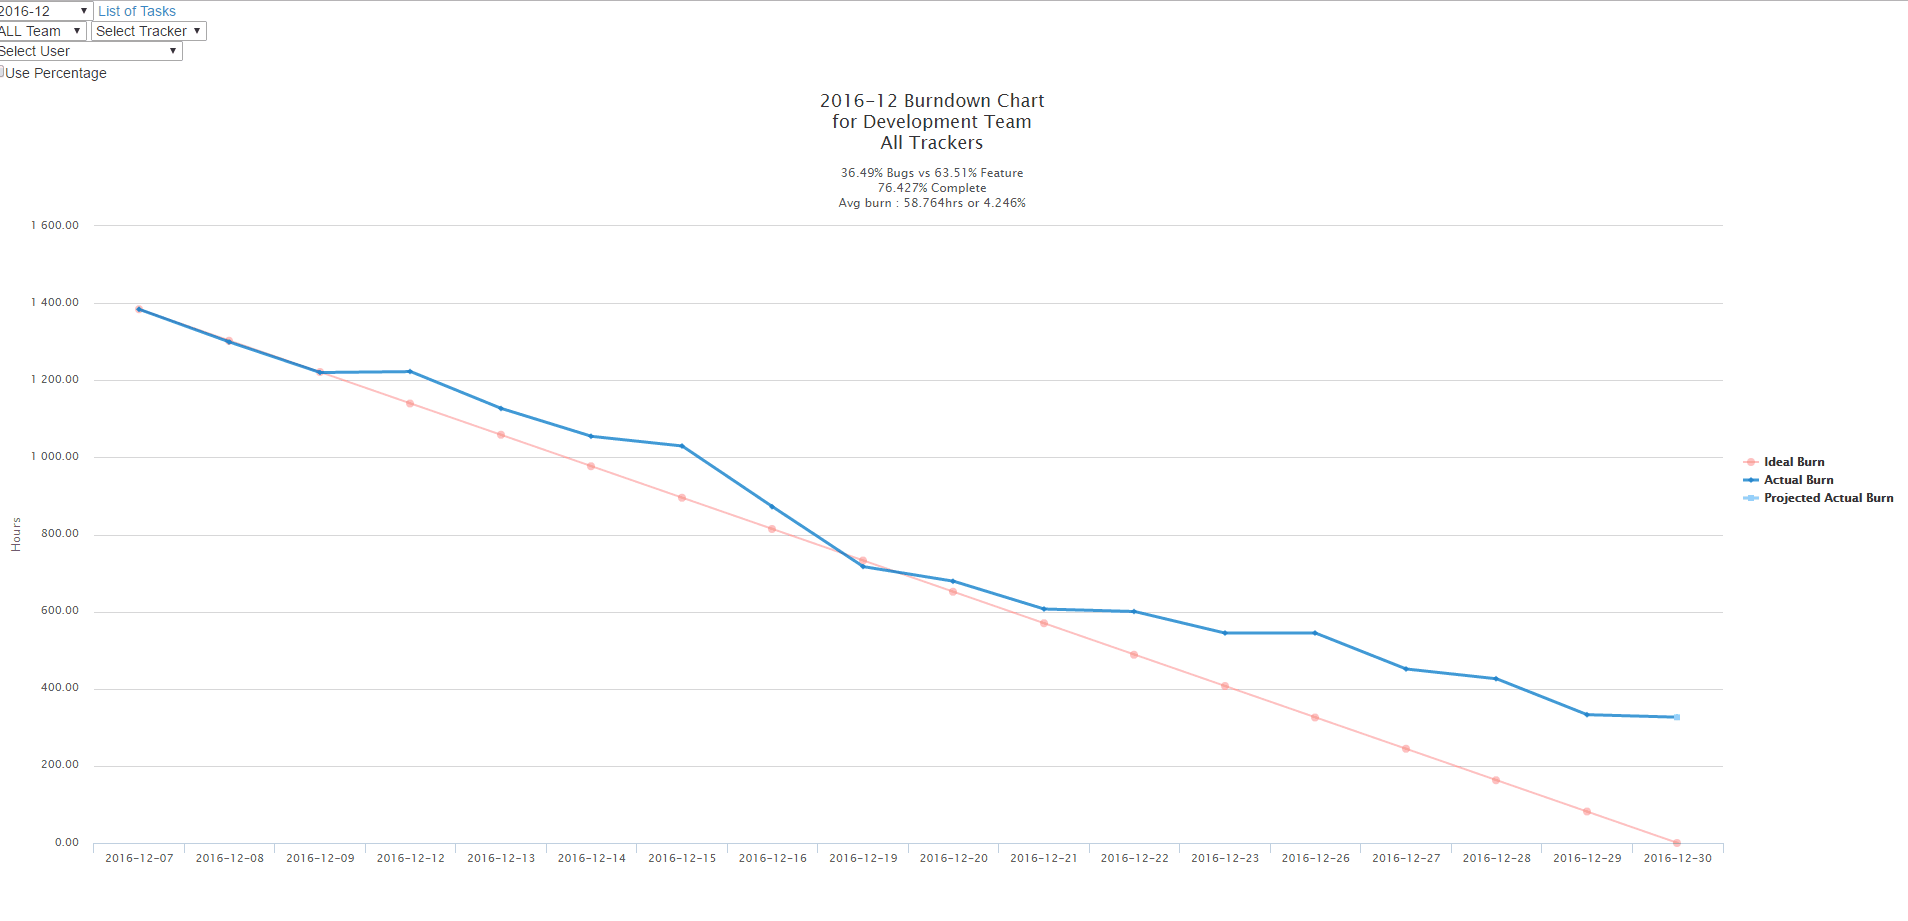 2016-12 List of Tasks
ALL Team Select Tracker
Select User
Use Percentage
2016-12 Burndown Chart
for Development Team
All Trackers
36.49% Bugs vs 63.51% Feature
76.427% Complete
Avg burn : 58.764hrs or 4.246%
1 600.00
1 400.00
1 200.00
1 000.00
800.00
600.00
400.00
200.00
0.00
Hours
2016-12-07 2016-12-08 2016-12-09 2016-12-12 2016-12-13 2016-12-14 2016-12-15 2016-12-16 2016-12-19 2016-12-20 2016-12-21 2016-12-22 2016-12-23 2016-12-26 2016-12-27 2016-12-28 2016-12-29 2016-12-30
Ideal Burn
Actual Burn
Projected Actual Burn